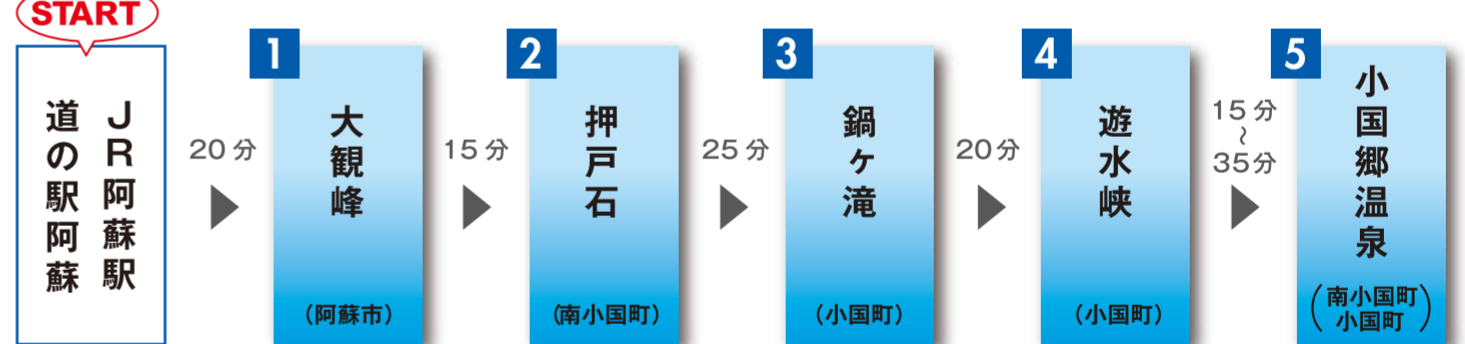 START
JR阿蘇駅
道の駅阿蘇
20分
1
大観峰
(阿蘇市)
15分
2
押戸石
(南小国町)
25分
3
鍋ヶ滝
(小国町)
20分
4
遊水峡
(小国町)
15分
~
35分
5
小国郷温泉
(南小国町
小国町)